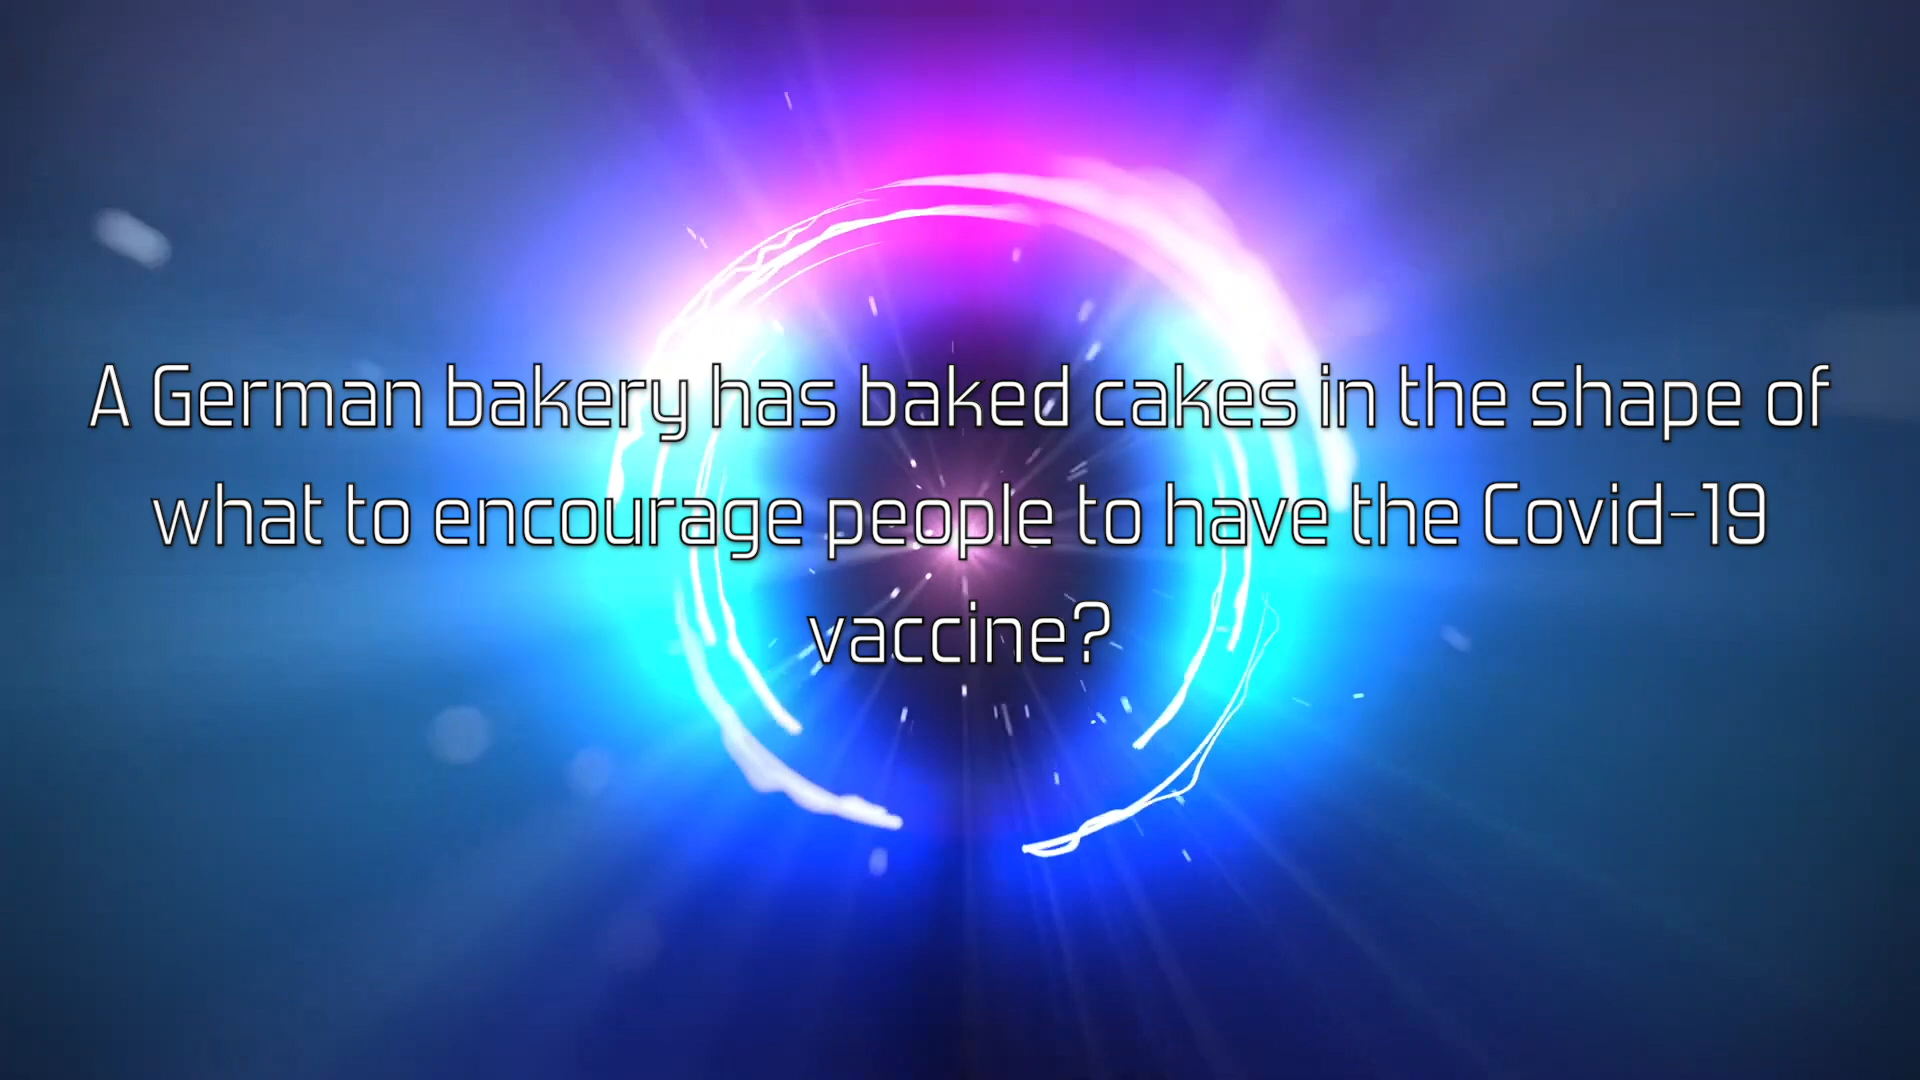 A German bakery has baked cakes in the shape of
what to encourage people to have the Covid-19
vaccine?